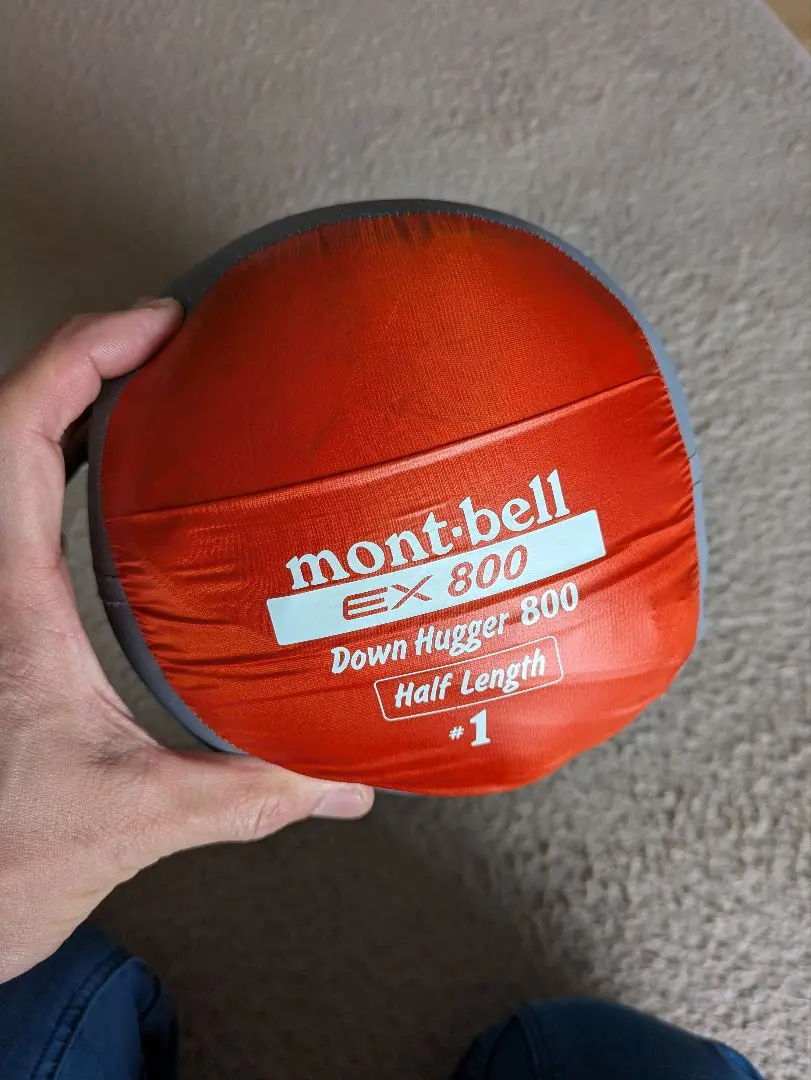 mont·bell
EX 800
Down Hugger 800
Half Length
#1